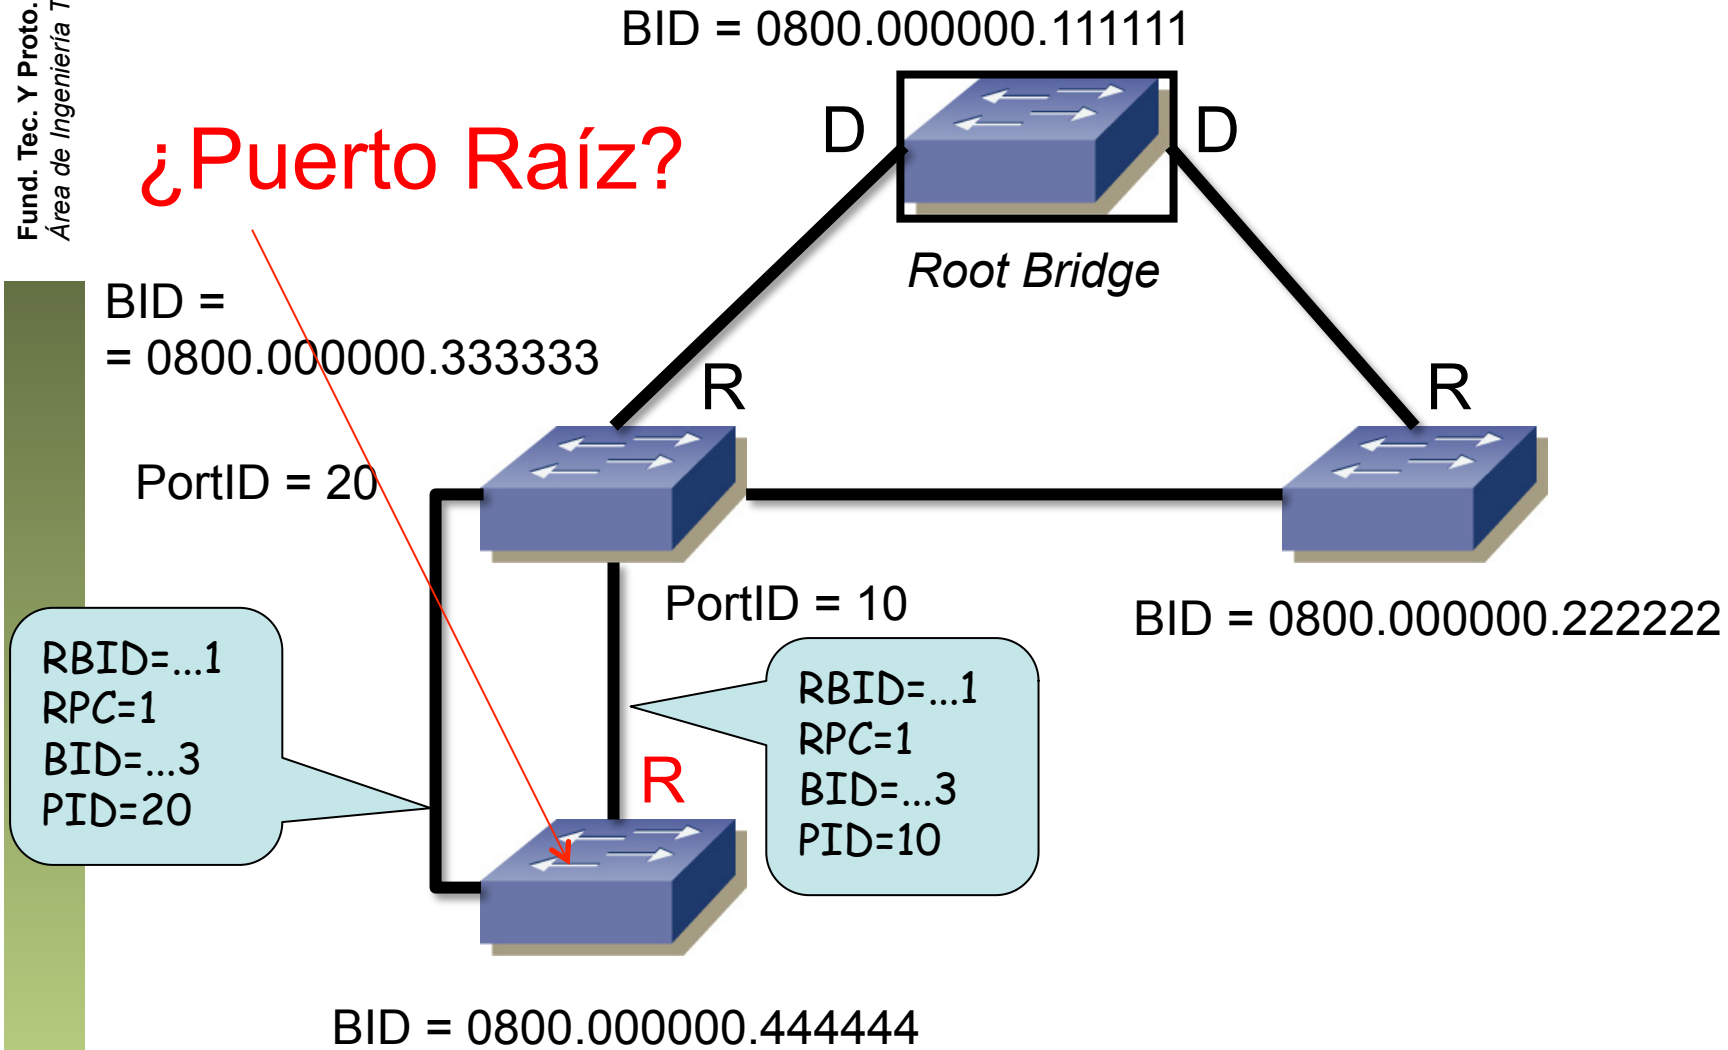 Fund. Tec. Y Proto.
Área de Ingeniería T
BID = 0800.000000.111111
D
D
¿Puerto Raíz?
Root Bridge
BID =
= 0800.000000.333333
R
R
PortID = 20
PortID = 10
BID = 0800.000000.222222
RBID=...1
RPC=1
BID=...3
PID=20
RBID=...1
RPC=1
BID=...3
PID=10
R
BID = 0800.000000.444444